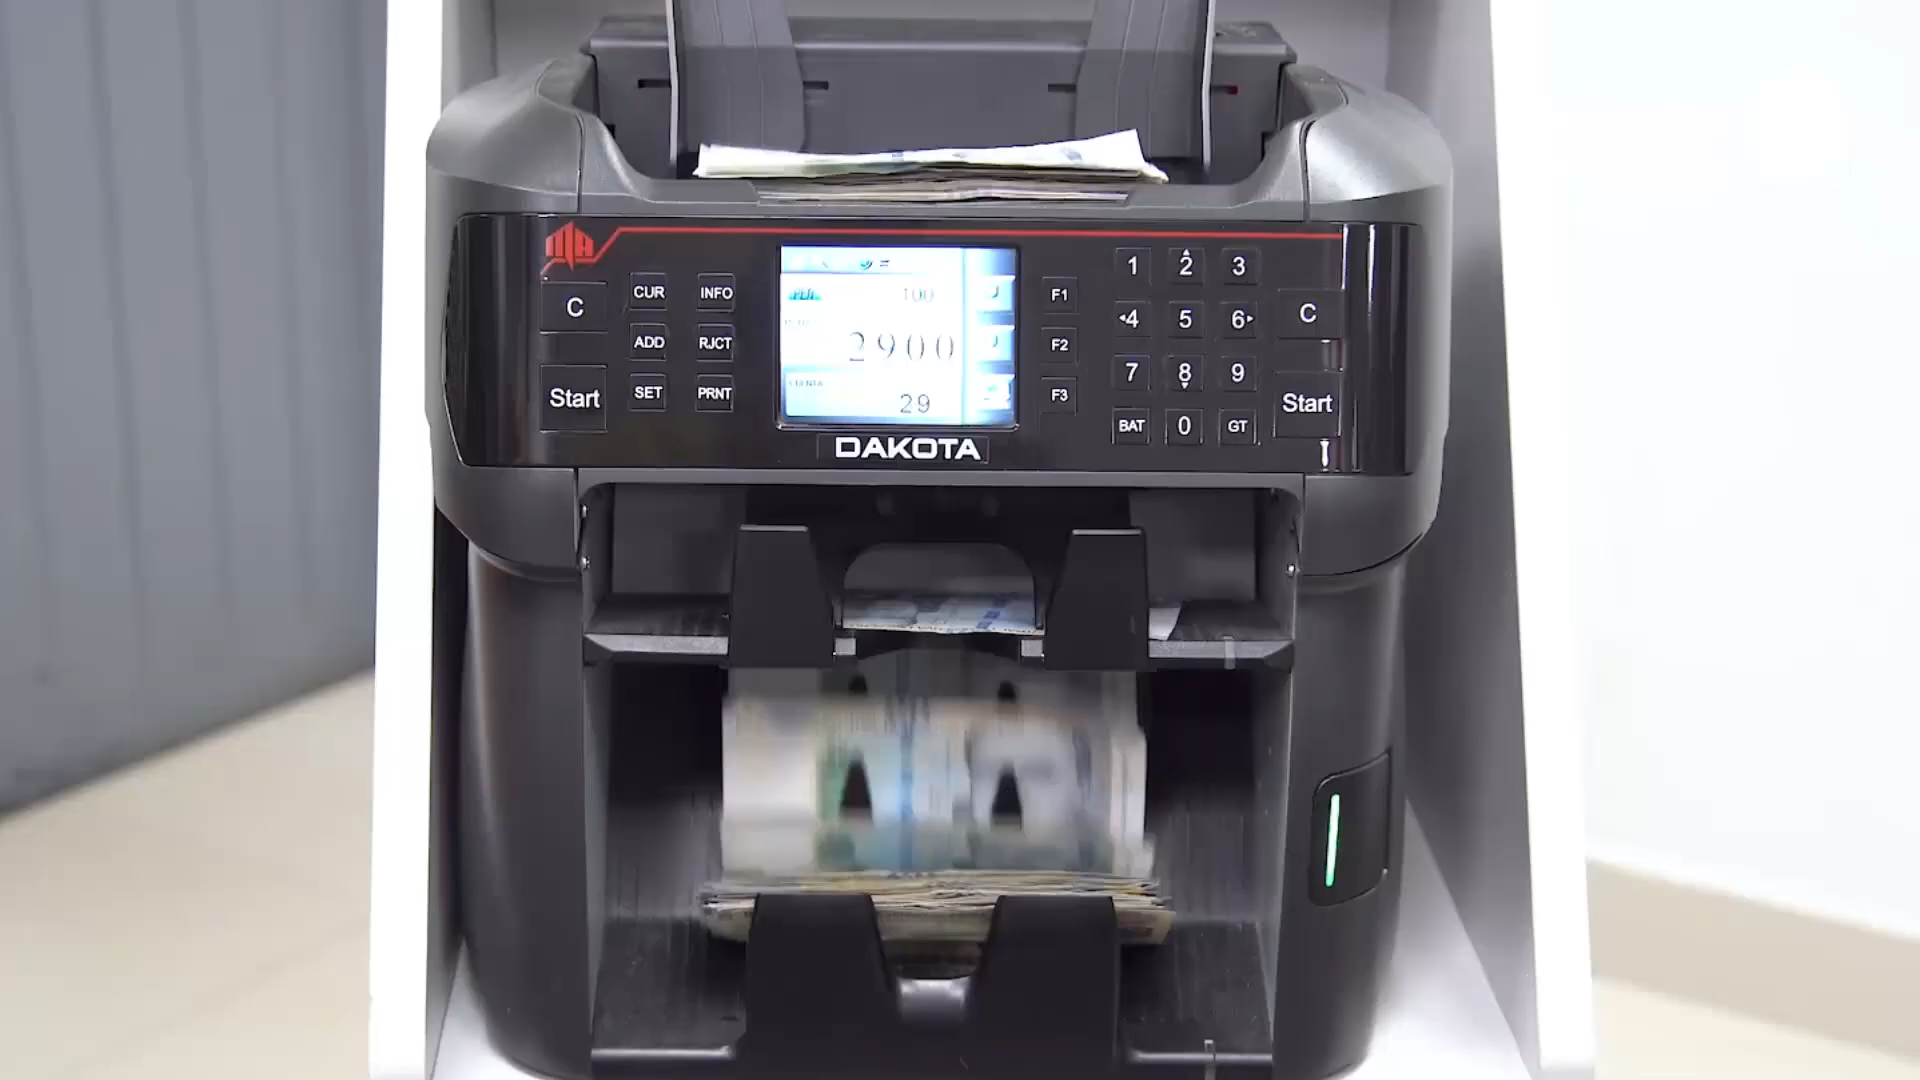 C
Start
CUR
ADD
SET
INFO
RJCT
PRNT
100
2900
29
DAKOTA
F1
F2
F3
1 2 3
4 5 6
7 8 9
BAT 0 GT
C
Start